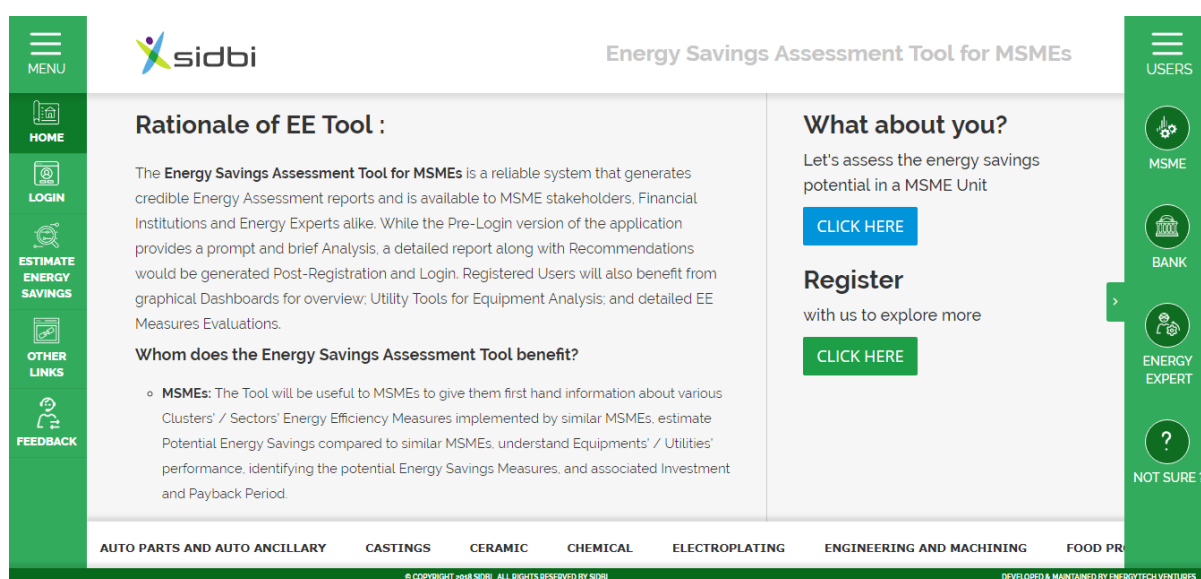 MENU
sidbi
Energy Savings Assessment Tool for MSMEs
USERS
HOME
LOGIN
ESTIMATE
ENERGY
SAVINGS
OTHER
LINKS
FEEDBACK
Rationale of EE Tool :
The Energy Savings Assessment Tool for MSMEs is a reliable system that generates
credible Energy Assessment reports and is available to MSME stakeholders, Financial
Institutions and Energy Experts alike. While the Pre-Login version of the application
provides a prompt and brief Analysis, a detailed report along with Recommendations
would be generated Post-Registration and Login. Registered Users will also benefit from
graphical Dashboards for overview; Utility Tools for Equipment Analysis; and detailed EE
Measures Evaluations.
Whom does the Energy Savings Assessment Tool benefit?
MSMEs: The Tool will be useful to MSMEs to give them first hand information about various
Clusters' / Sectors' Energy Efficiency Measures implemented by similar MSMEs, estimate
Potential Energy Savings compared to similar MSMEs, understand Equipments' / Utilities'
performance, identifying the potential Energy Savings Measures, and associated Investment
and Payback Period.
What about you?
Let's assess the energy savings
potential in a MSME Unit
CLICK HERE
Register
with us to explore more
CLICK HERE
MSME
BANK
ENERGY
EXPERT
?
NOT SURE ?
AUTO PARTS AND AUTO ANCILLARY CASTINGS CERAMIC CHEMICAL ELECTROPLATING ENGINEERING AND MACHINING FOOD PR
© COPYRIGHT 2018 SIDBI, ALL RIGHTS RESERVED BY SIDBI DEVELOPED & MAINTAINED BY ENERGYTECH VENTURES